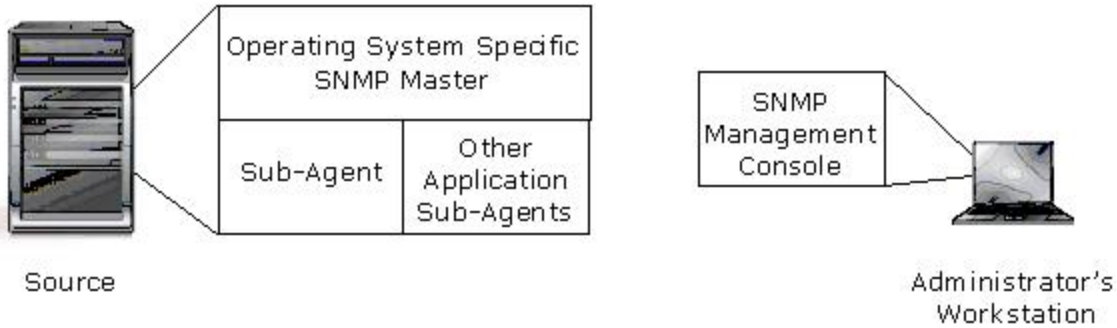 Operating System Specific
SNMP Master
Sub-Agent
Other
Application
Sub-Agents
SNMP
Management
Console
Source
Administrator's
Workstation